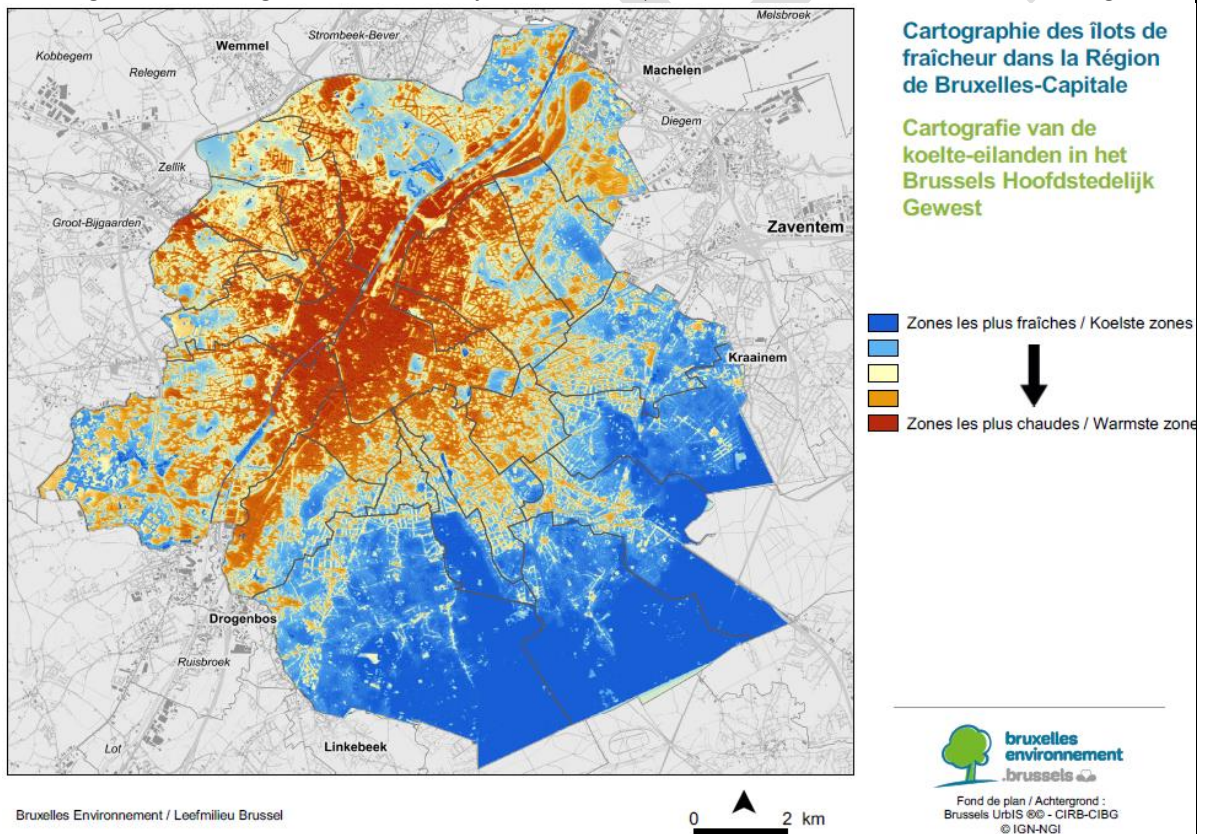 Melsbroek
Strombeek-Bever
Wemmel
Kobbegem
Relegem
Machelen
Diegem
Zellik
Groot-Bijgaarden
Zaventem
Kraainem
Drogenbos
Ruisbroek
Lot
Linkebeek
Cartographie des îlots de
fraîcheur dans la Région
de Bruxelles-Capitale
Cartografie van de
koelte-eilanden in het
Brussels Hoofdstedelijk
Gewest
Zones les plus fraîches / Koelste zones
Zones les plus chaudes / Warmste zone
bruxelles
environnement
.brussels
Fond de plan / Achtergrond :
Brussels UrbIS ®© - CIRB-CIBG
© IGN-NGI
Bruxelles Environnement / Leefmilieu Brussel
0 2 km